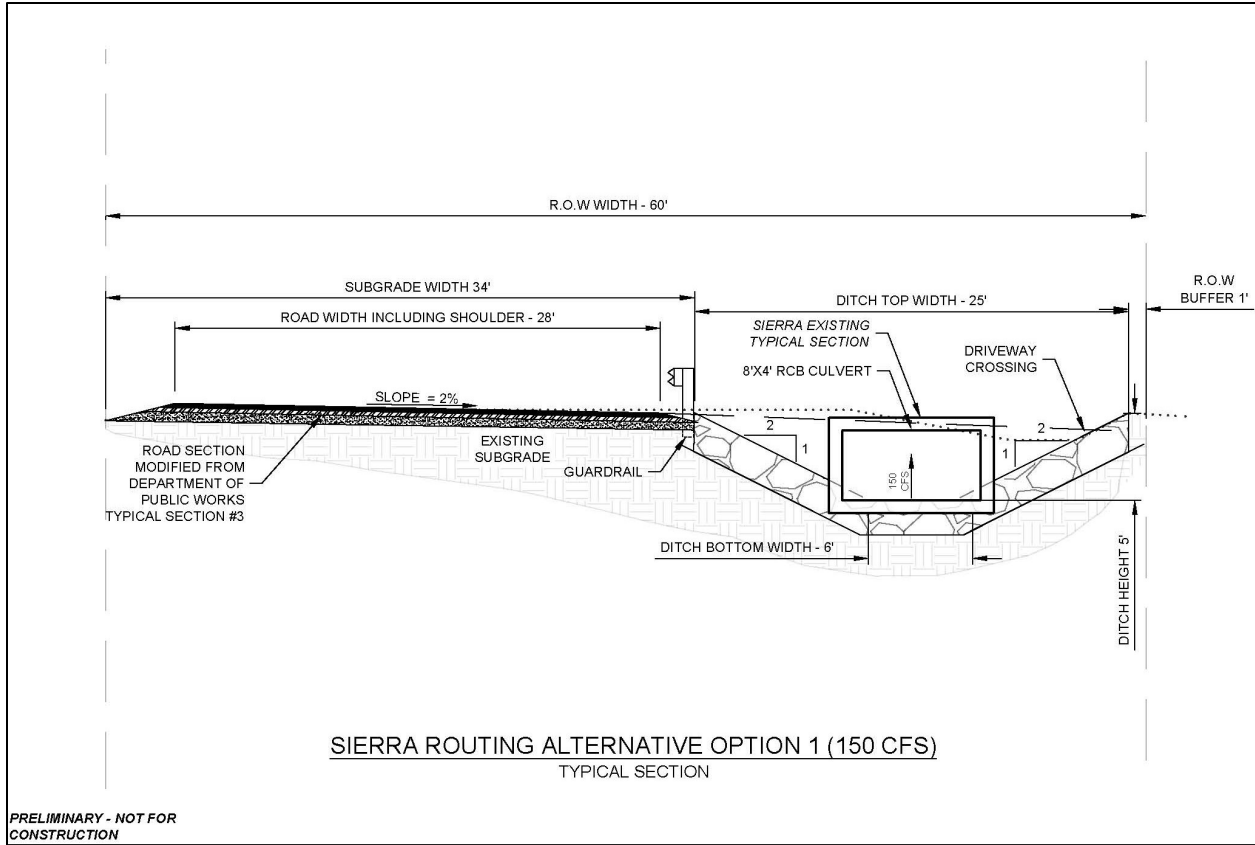 R.O.W WIDTH - 60'
SUBGRADE WIDTH 34'
DITCH TOP WIDTH - 25'
R.O.W
BUFFER 1'
ROAD WIDTH INCLUDING SHOULDER - 28'
SIERRA EXISTING
TYPICAL SECTION
8'X4' RCB CULVERT
DRIVEWAY
CROSSING
SLOPE = 2%
2
1
2
1
ROAD SECTION
MODIFIED FROM
DEPARTMENT OF
PUBLIC WORKS
TYPICAL SECTION #3
EXISTING
SUBGRADE
GUARDRAIL
150
CFS
DITCH BOTTOM WIDTH - 6'
DITCH HEIGHT 5'
SIERRA ROUTING ALTERNATIVE OPTION 1 (150 CFS)
TYPICAL SECTION
PRELIMINARY - NOT FOR
CONSTRUCTION